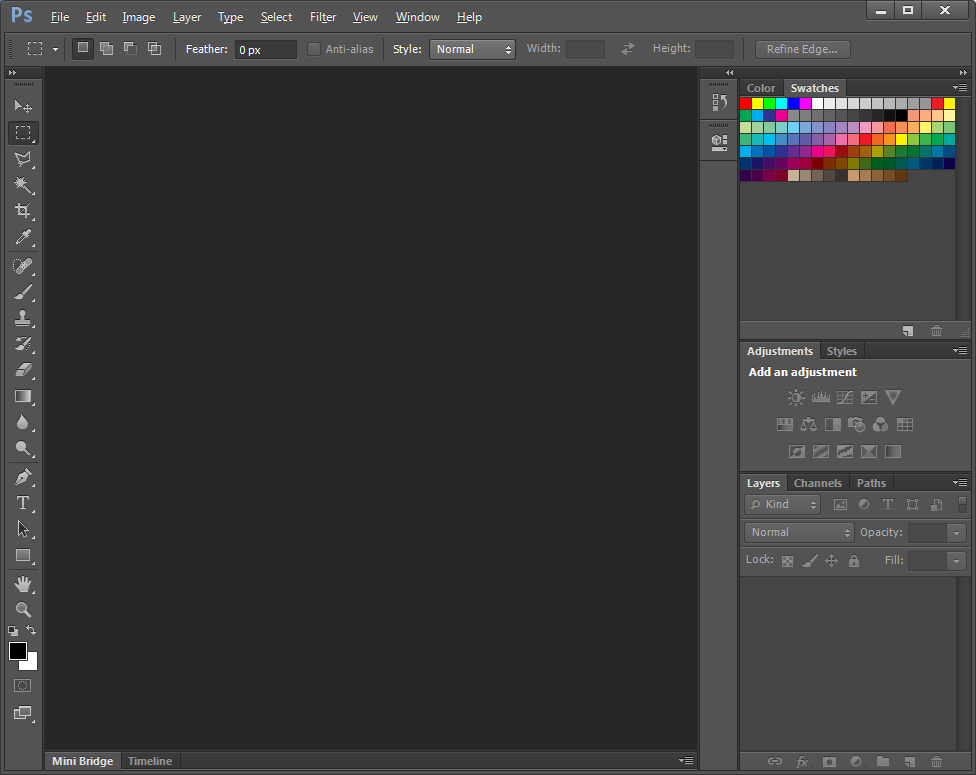 Ps File Edit Image Layer Type Select Filter View Window Help
Feather: 0 px Anti-alias Style: Normal Width: Height: Refine Edge...
Color Swatches
Adjustments Styles
Add an adjustment
Layers Channels Paths
Kind T
Normal Opacity:
Lock: Fill:
T
fx
Mini Bridge Timeline